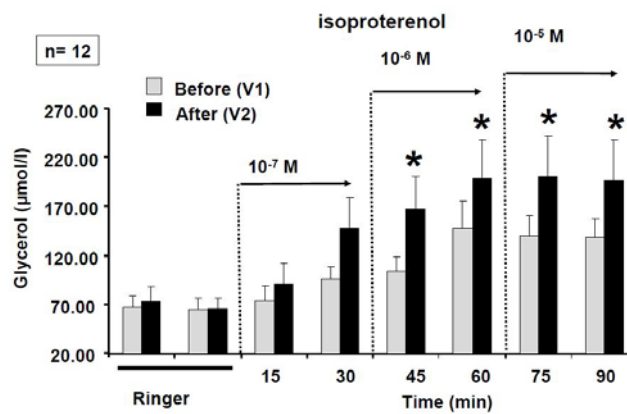 isoproterenol
n= 12
10⁻⁵ M
10⁻⁶ M
Before (V1)
After (V2)
10⁻⁷ M
* * * *
Glycerol (µmol/l)
270.00
220.00
170.00
120.00
70.00
20.00
15 30 45 60 75 90
Ringer
Time (min)